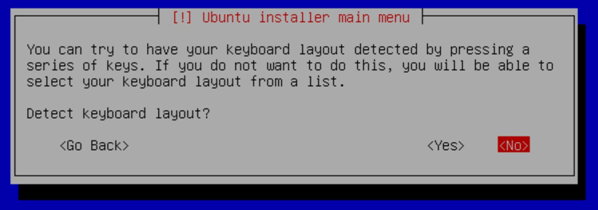 [!] Ubuntu installer main menu
You can try to have your keyboard layout detected by pressing a
series of keys. If you do not want to do this, you will be able to
select your keyboard layout from a list.
Detect keyboard layout?
<Go Back> <Yes> <No>